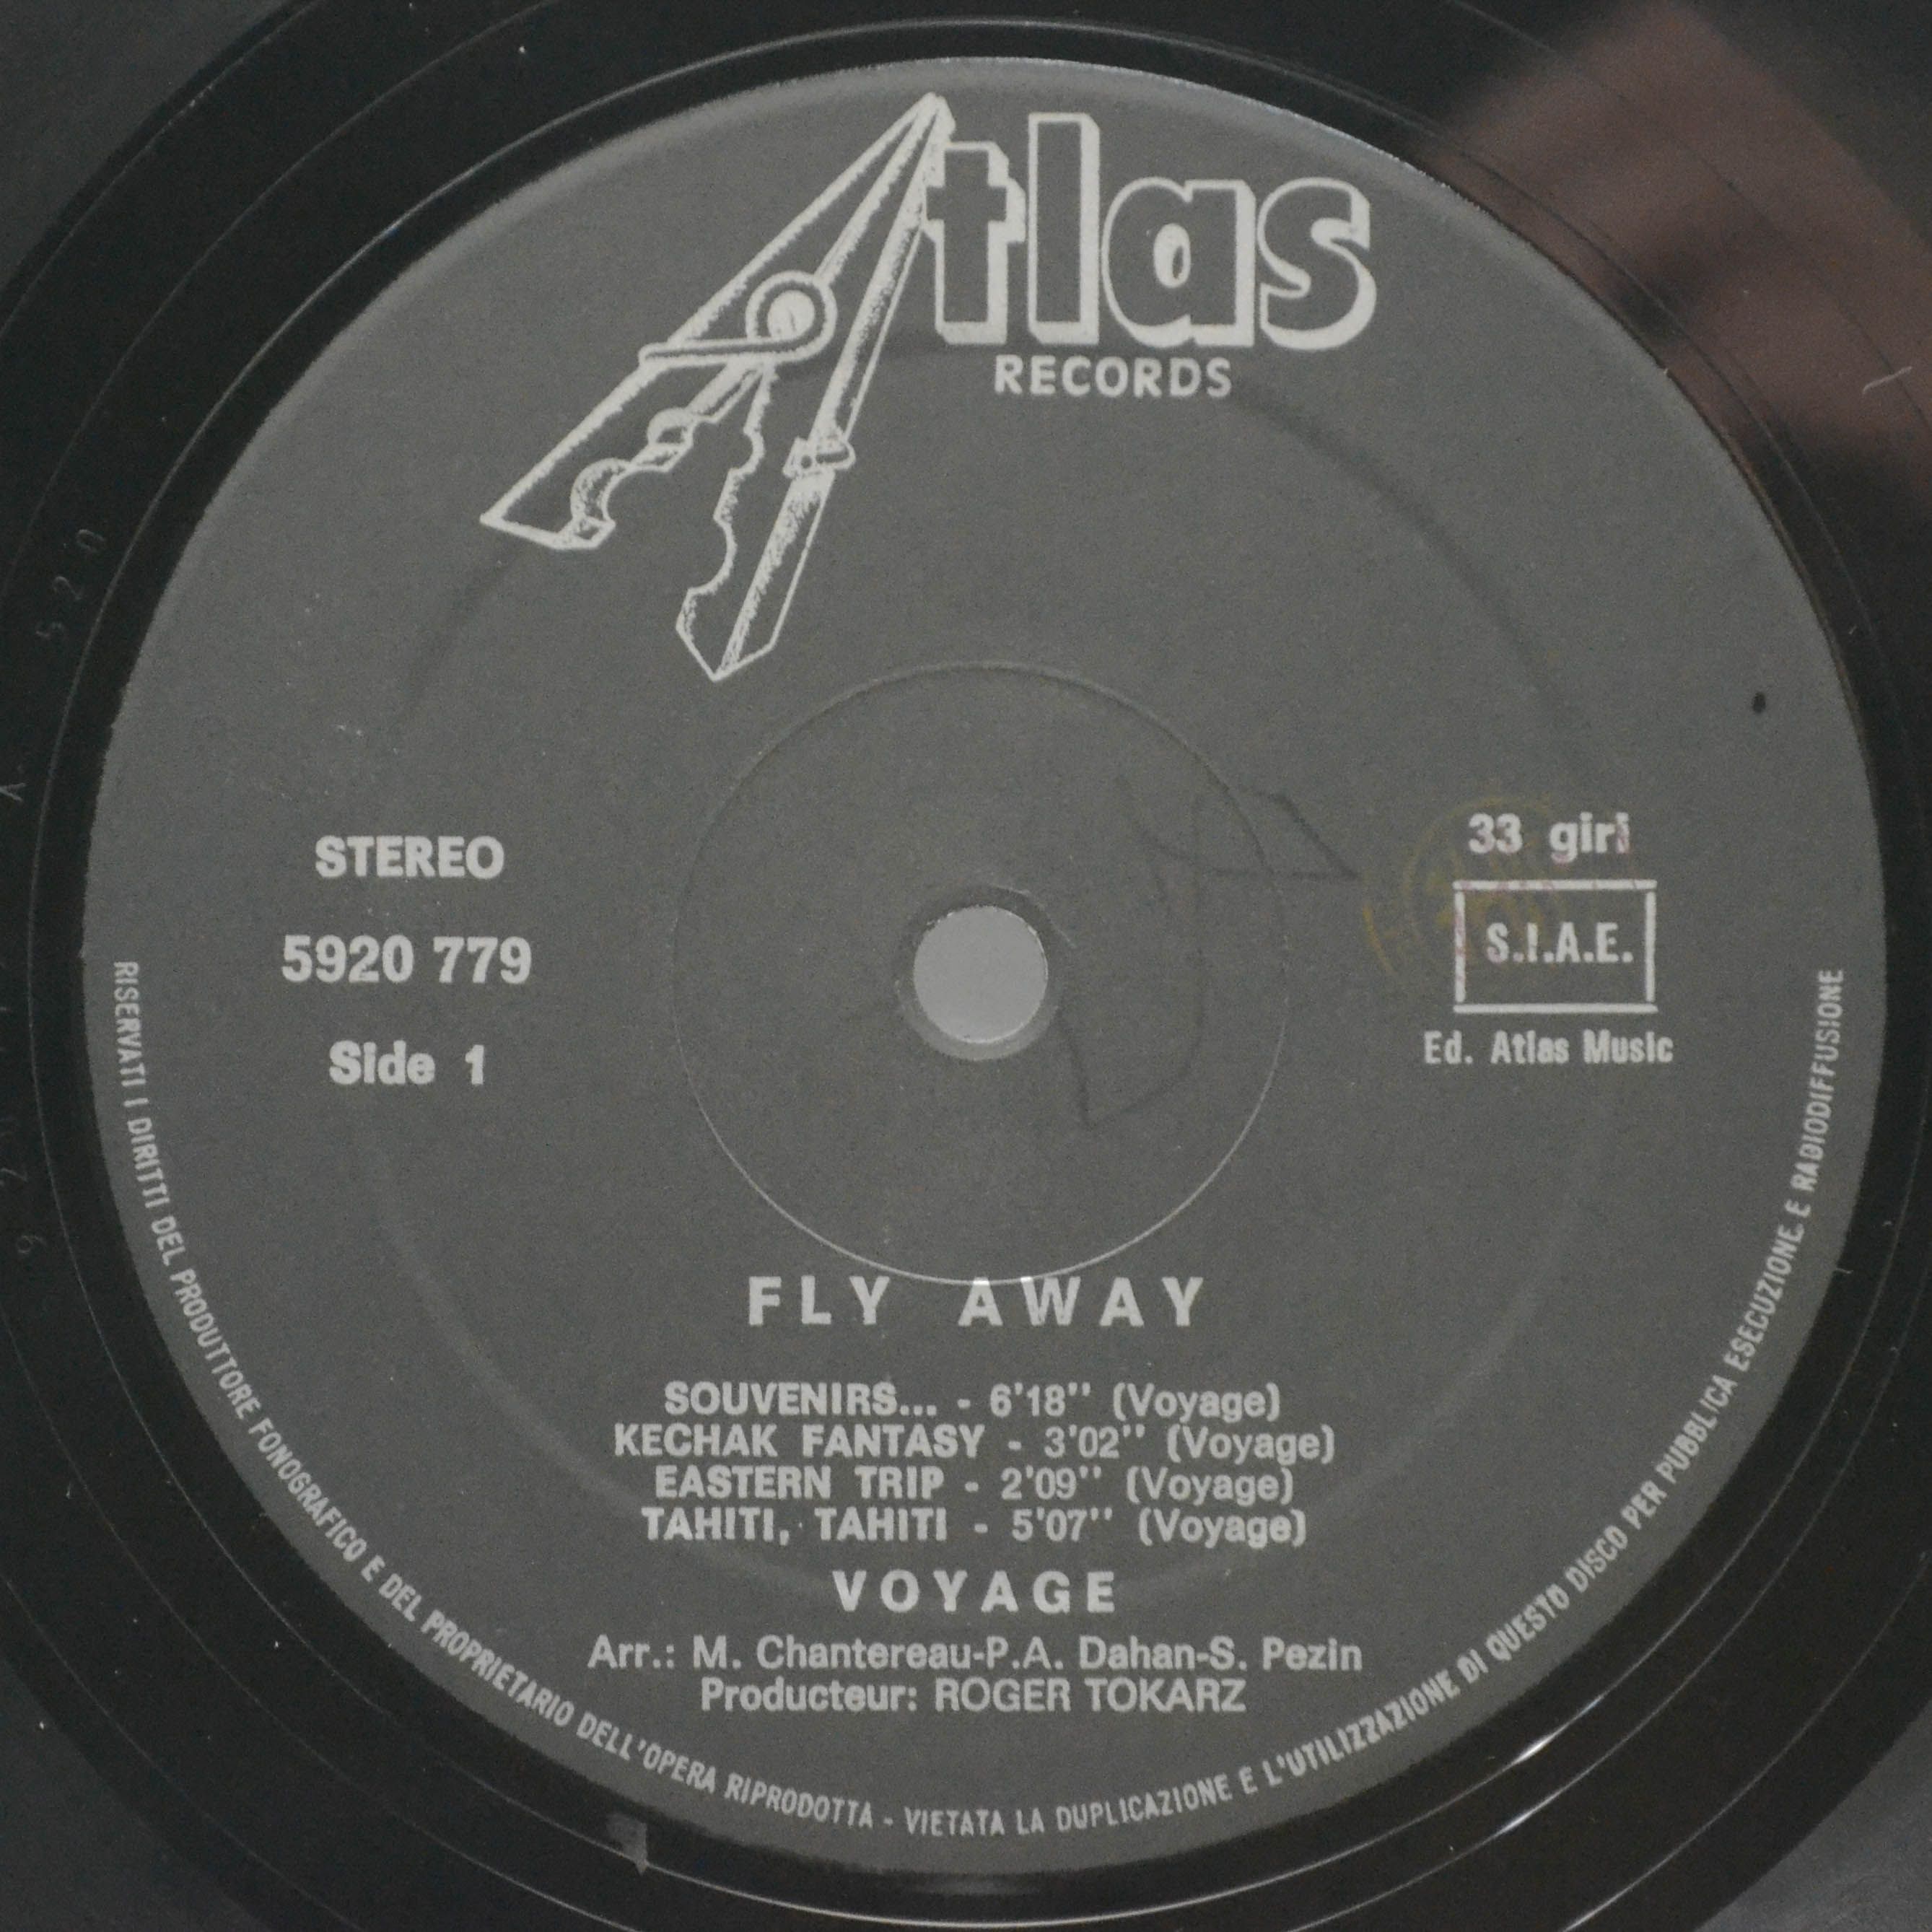 Atlas
RECORDS
STEREO
5920 779
Side 1
33 giri
S.I.A.E.
Ed. Atlas Music
FLY AWAY
SOUVENIRS... - 6'18'' (Voyage)
KECHAK FANTASY - 3'02'' (Voyage)
EASTERN TRIP - 2'09'' (Voyage)
TAHITI, TAHITI - 5'07'' (Voyage)
VOYAGE
Arr.: M. Chantereau-P.A. Dahan-S. Pezin
Producteur: ROGER TOKARZ
RISERVATI I DIRITTI DEL PRODUTTORE FONOGRAFICO E DEL PROPRIETARIO DELL'OPERA RIPRODOTTA - VIETATA LA DUPLICAZIONE E L'UTILIZZAZIONE DI QUESTO DISCO PER PUBBLICA ESECUZIONE E RADIODIFFUSIONE